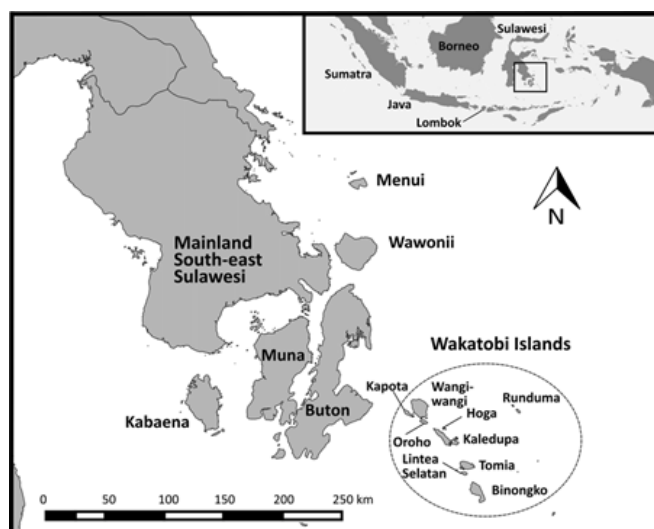 Sulawesi
Borneo
Sumatra
Java
Lombok
Menui
N
Mainland
South-east
Sulawesi
Wawonii
Wakatobi Islands
Muna
Kapota
Wangi-
wangi
Runduma
Hoga
Kabaena
Buton
Oroho
Kaledupa
Lintea
Selatan
Tomia
Binongko
0 50 100 150 200 250 km